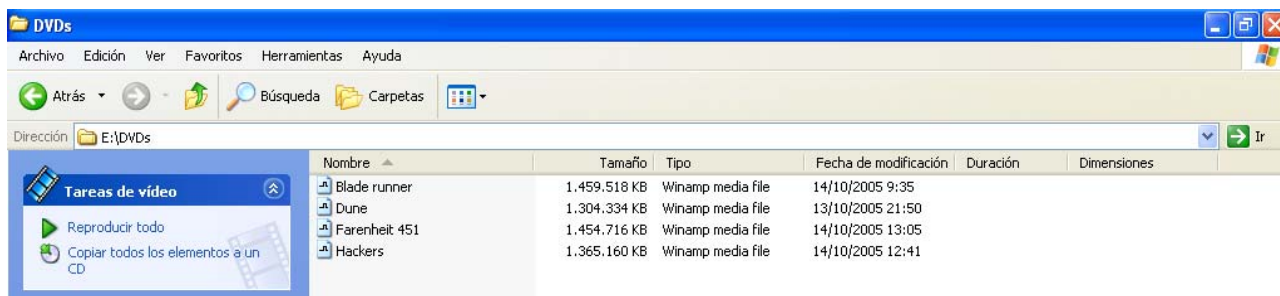 DVDs
Archivo Edición Ver Favoritos Herramientas Ayuda
Atrás Búsqueda Carpetas
Dirección E:\DVDs Ir
Nombre Tamaño Tipo Fecha de modificación Duración Dimensiones
Tareas de vídeo
Reproducir todo
Copiar todos los elementos a un
CD
Blade runner 1.459.518 KB Winamp media file 14/10/2005 9:35
Dune 1.304.334 KB Winamp media file 13/10/2005 21:50
Farenheit 451 1.454.716 KB Winamp media file 14/10/2005 13:05
Hackers 1.365.160 KB Winamp media file 14/10/2005 12:41